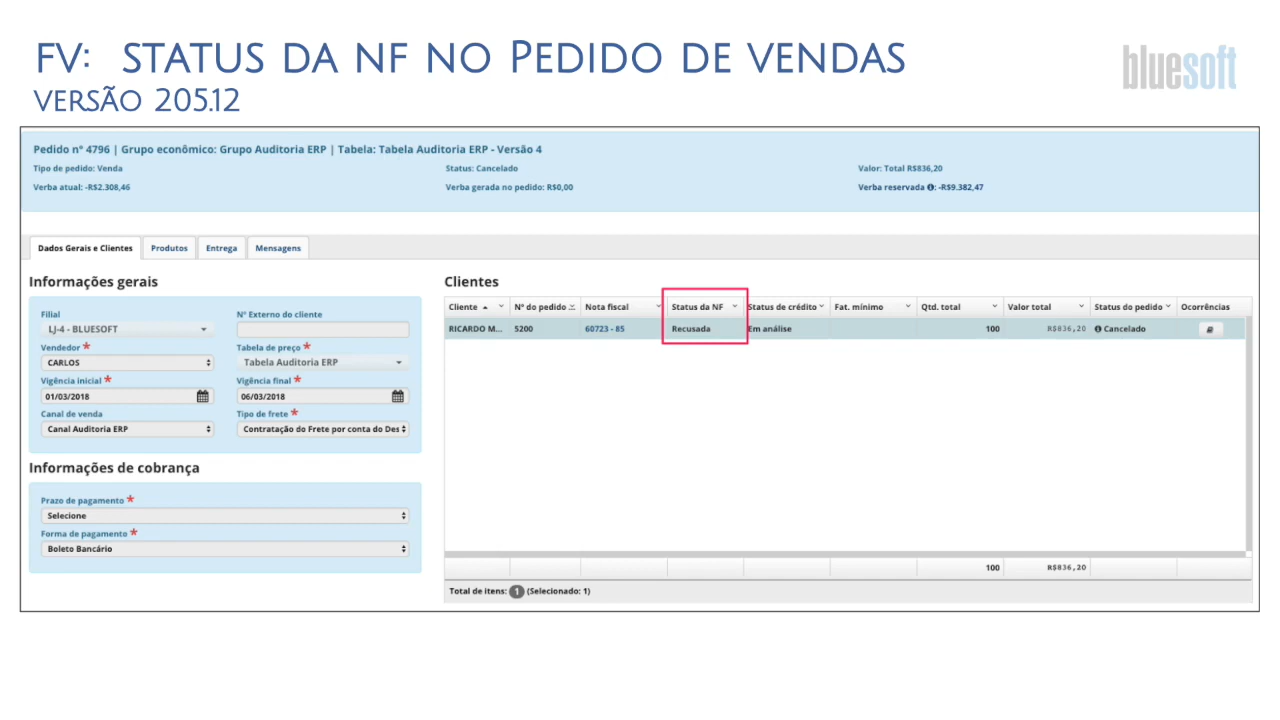 FV: STATUS DA NF NO PEDIDO DE VENDAS
VERSÃO 205.12
bluesoft
Pedido n° 4796 | Grupo econômico: Grupo Auditoria ERP | Tabela: Tabela Auditoria ERP - Versão 4
Tipo de pedido: Venda
Status: Cancelado
Valor: Total R$836,20
Verba atual: -R$2.308,46
Verba gerada no pedido: R$0,00
Verba reservada : -R$9.382,47
Dados Gerais e Clientes
Produtos
Entrega
Mensagens
Informações gerais
Filial
Nº Externo do cliente
LJ-4 - BLUESOFT
Vendedor *
Tabela de preço *
CARLOS
Tabela Auditoria ERP
Vigência inicial *
Vigência final *
01/03/2018
06/03/2018
Canal de venda
Tipo de frete *
Canal Auditoria ERP
Contratação do Frete por conta do Des
Informações de cobrança
Prazo de pagamento *
Selecione
Forma de pagamento *
Boleto Bancário
Clientes
Cliente Nº do pedido Nota fiscal Status da NF Status de crédito Fat. mínimo Qtd. total Valor total Status do pedido Ocorrências
RICARDO M... 5200 60723 - 85 Recusada Em análise 100 R$836,20 Cancelado
100 R$836,20
Total de itens: 1 (Selecionado: 1)